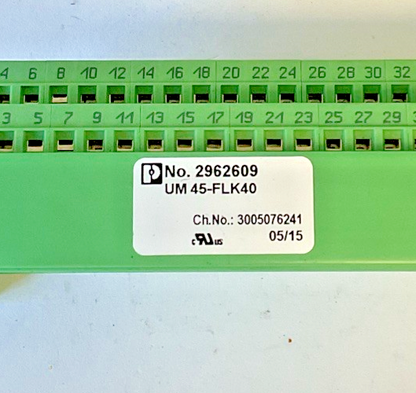 4 6 8 10 12 14 16 18 20 22 24 26 28 30 32
3 5 7 9 11 13 15 17 19 21 23 25 27 29
No. 2962609
UM 45-FLK40
Ch.No.: 3005076241
c RU us
05/15